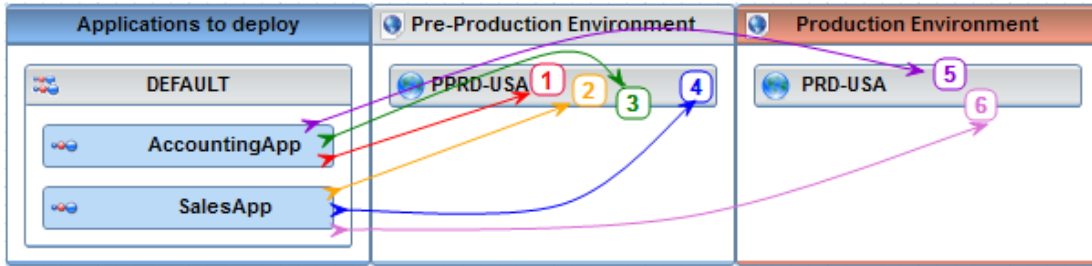 Applications to deploy
Pre-Production Environment
Production Environment
DEFAULT
PPRD-USA
1
2
3
4
PRD-USA
5
6
AccountingApp
SalesApp